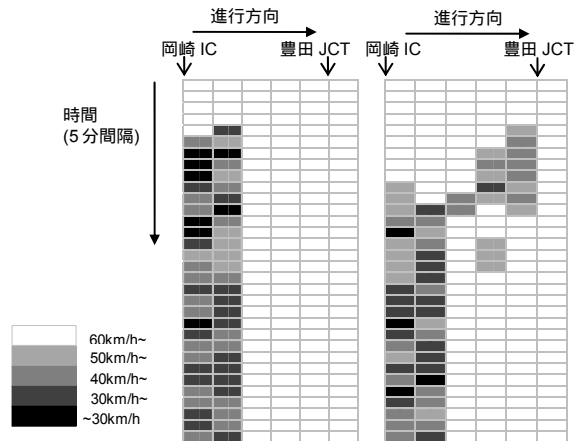 進行方向
岡崎 IC
豊田 JCT
進行方向
岡崎 IC
豊田 JCT
時間
(5 分間隔)
60km/h~
50km/h~
40km/h~
30km/h~
~30km/h